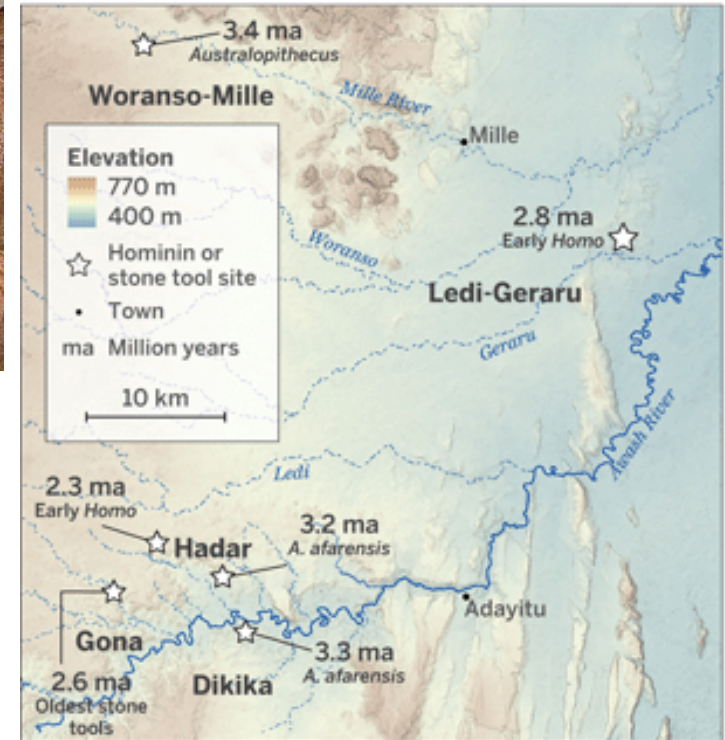 3.4 ma
Australopithecus
Woranso-Mille
Mille River
Mille
Elevation
770 m
400 m
Hominin or
stone tool site
Town
ma Million years
10 km
2.8 ma
Early Homo
Woranso
Ledi-Geraru
Geraru
Awash River
Ledi
2.3 ma
Early Homo
Hadar
3.2 ma
A. afarensis
Adayitu
Gona
3.3 ma
A. afarensis
Dikika
2.6 ma
Oldest stone
tools